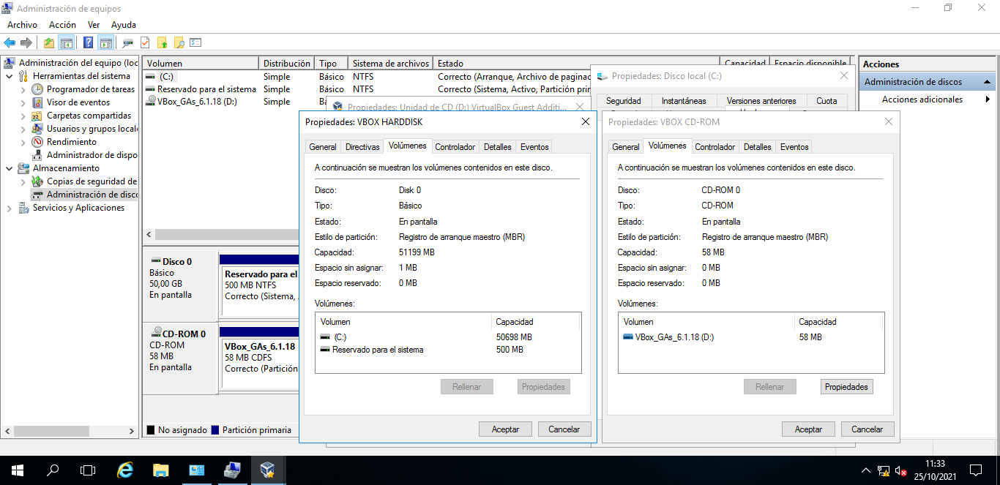 Administración de equipos
Archivo Acción Ver Ayuda
Administración del equipo (loc
Herramientas del sistema
Programador de tareas
Visor de eventos
Carpetas compartidas
Usuarios y grupos locale
Rendimiento
Administrador de dispo
Almacenamiento
Copias de seguridad de
Administración de disco
Servicios y Aplicaciones
Volumen Distribución Tipo Sistema de archivos Estado Capacidad Espacio disponible
(C:) Simple Básico NTFS Correcto (Arranque, Archivo de paginac
Reservado para el sistema Simple Básico NTFS Correcto (Sistema, Activo, Partición prin
VBox_GAs_6.1.18 (D:) Simple
Disco 0
Básico
50,00 GB
En pantalla
Reservado para el
500 MB NTFS
Correcto (Sistema,
CD-ROM 0
CD-ROM
58 MB
En pantalla
VBox_GAs_6.1.18
58 MB CDFS
Correcto (Partición
No asignado Partición primaria
Propiedades: Unidad de CD (D:) VirtualBox Guest Additi...
Propiedades: Disco local (C:)
Seguridad Instantáneas Versiones anteriores Cuota
Propiedades: VBOX HARDDISK
General Directivas Volúmenes Controlador Detalles Eventos
A continuación se muestran los volúmenes contenidos en este disco.
Disco: Disk 0
Tipo: Básico
Estado: En pantalla
Estilo de partición: Registro de arranque maestro (MBR)
Capacidad: 51199 MB
Espacio sin asignar: 1 MB
Espacio reservado: 0 MB
Volúmenes:
Volumen Capacidad
(C:) 50698 MB
Reservado para el sistema 500 MB
Rellenar Propiedades
Aceptar Cancelar
Propiedades: VBOX CD-ROM
General Volúmenes Controlador Detalles Eventos
A continuación se muestran los volúmenes contenidos en este disco.
Disco: CD-ROM 0
Tipo: CD-ROM
Estado: En pantalla
Estilo de partición: Registro de arranque maestro (MBR)
Capacidad: 58 MB
Espacio sin asignar: 0 MB
Espacio reservado: 0 MB
Volúmenes:
Volumen Capacidad
VBox_GAs_6.1.18 (D:) 58 MB
Rellenar Propiedades
Aceptar Cancelar
Acciones
Administración de discos
Acciones adicionales
11:33
25/10/2021